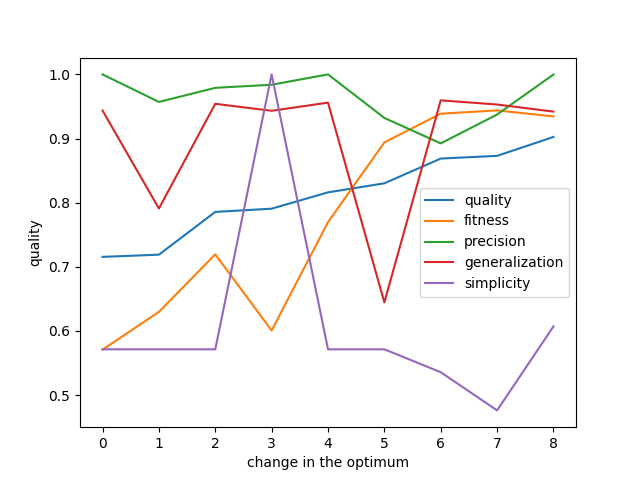 1.0
0.9
0.8
0.7
0.6
0.5
quality
quality
fitness
precision
generalization
simplicity
0 1 2 3 4 5 6 7 8
change in the optimum